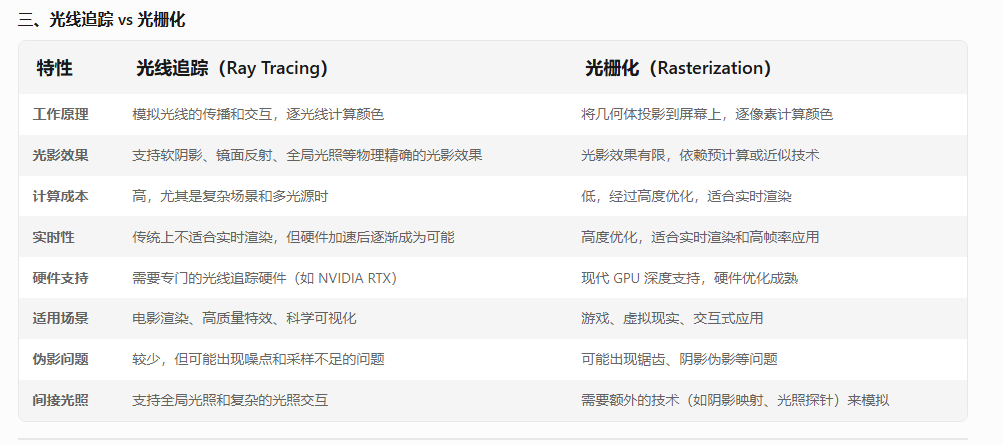 三、光线追踪 vs 光栅化
特性 光线追踪（Ray Tracing） 光栅化（Rasterization）
工作原理 模拟光线的传播和交互，逐光线计算颜色 将几何体投影到屏幕上，逐像素计算颜色
光影效果 支持软阴影、镜面反射、全局光照等物理精确的光影效果 光影效果有限，依赖预计算或近似技术
计算成本 高，尤其是复杂场景和多光源时 低，经过高度优化，适合实时渲染
实时性 传统上不适合实时渲染，但硬件加速后逐渐成为可能 高度优化，适合实时渲染和高帧率应用
硬件支持 需要专门的光线追踪硬件（如 NVIDIA RTX） 现代 GPU 深度支持，硬件优化成熟
适用场景 电影渲染、高质量特效、科学可视化 游戏、虚拟现实、交互式应用
伪影问题 较少，但可能出现噪点和采样不足的问题 可能出现锯齿、阴影伪影等问题
间接光照 支持全局光照和复杂的光照交互 需要额外的技术（如阴影映射、光照探针）来模拟